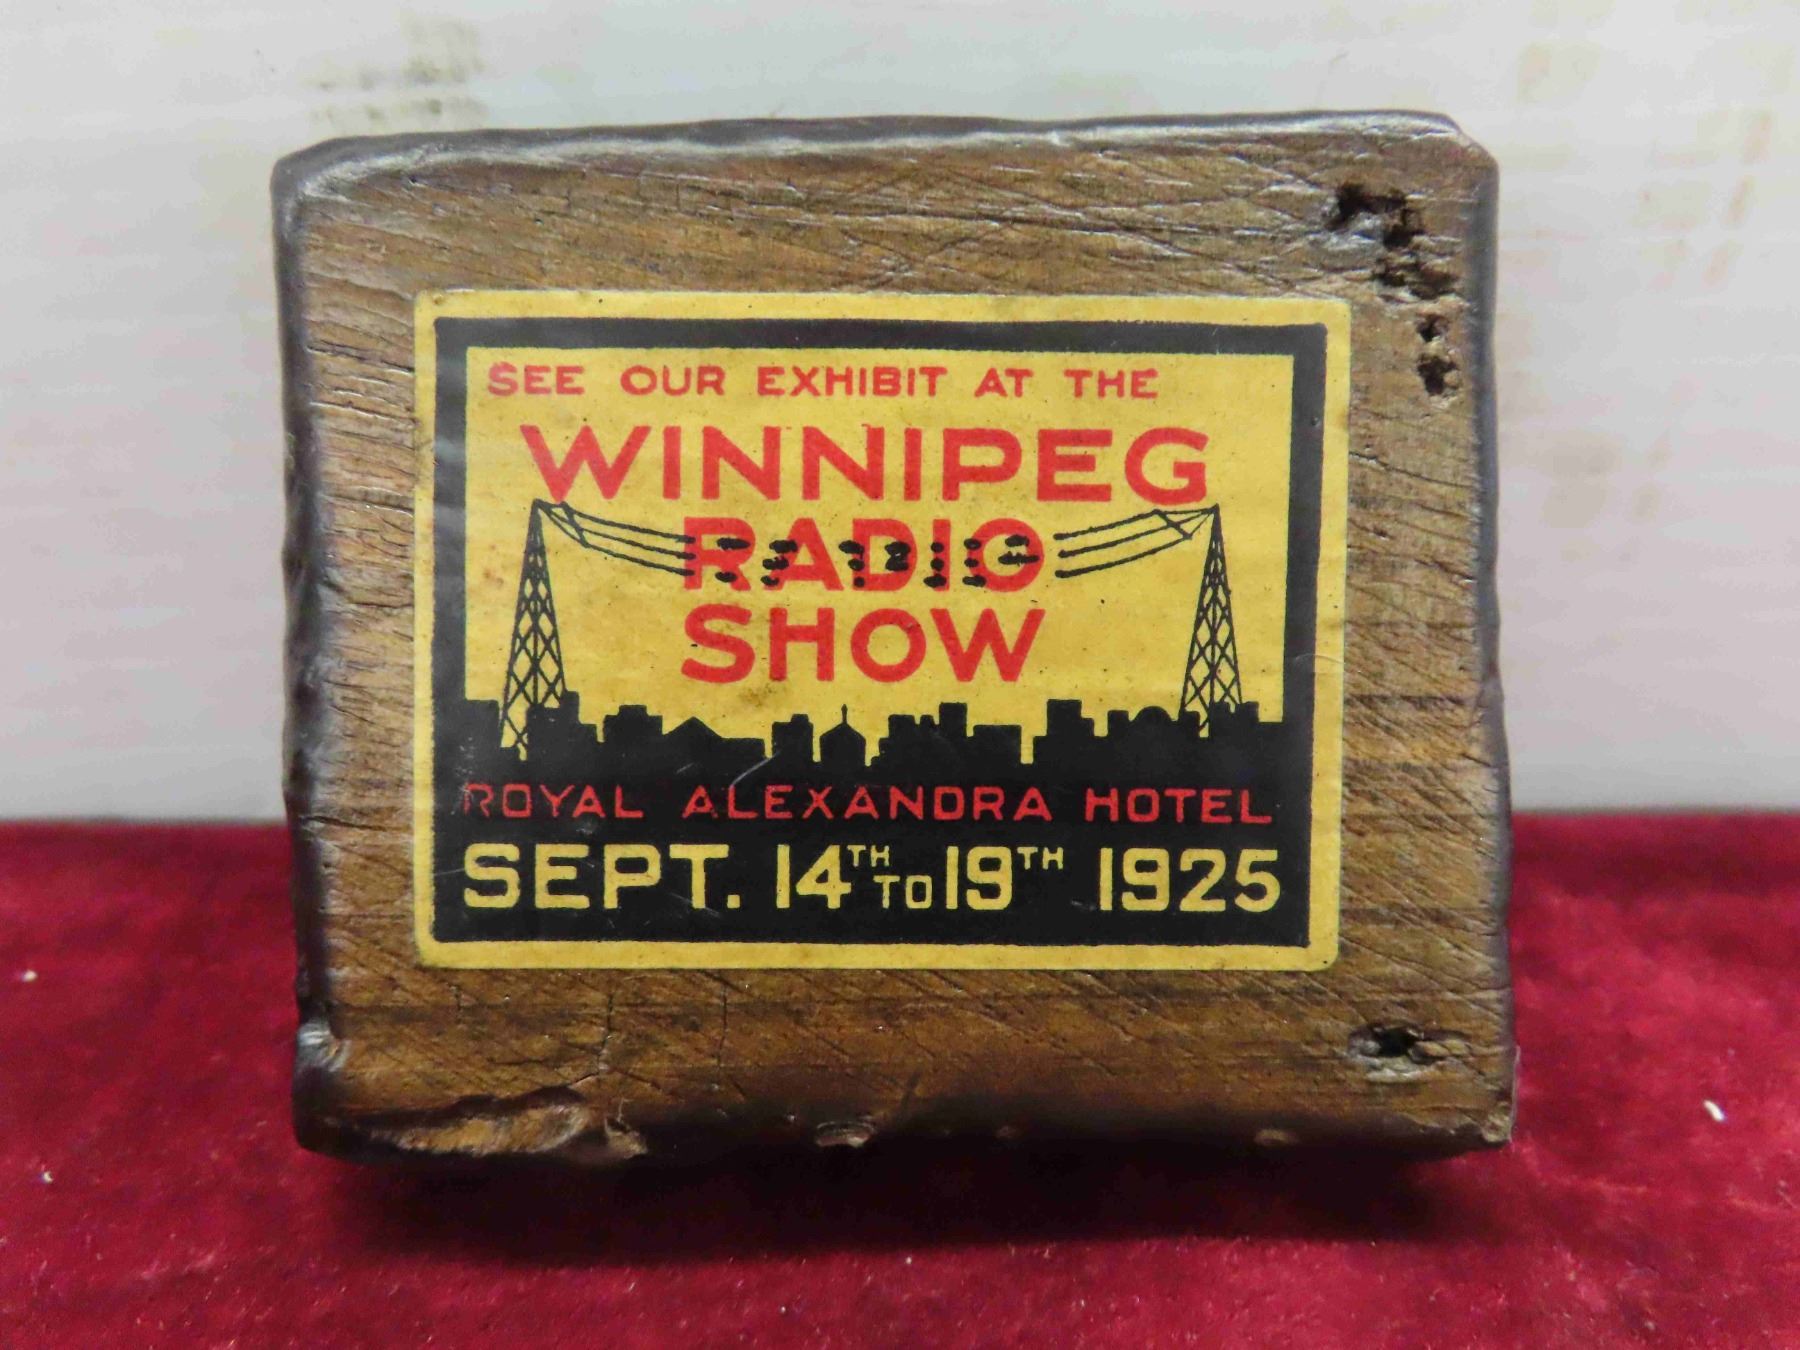 SEE OUR EXHIBIT AT THE
WINNIPEG
RADIO
SHOW
ROYAL ALEXANDRA HOTEL
SEPT. 14TH TO 19TH 1925